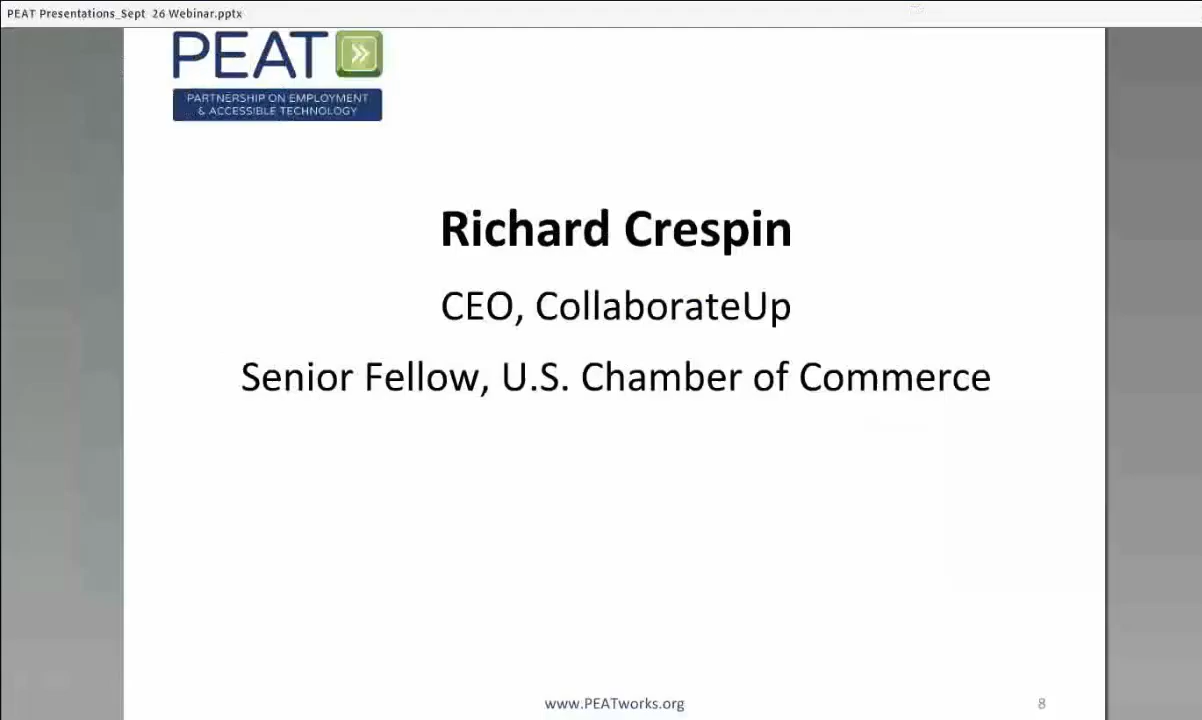 PEAT Presentations_Sept 26 Webinar.pptx
PEAT
PARTNERSHIP ON EMPLOYMENT
& ACCESSIBLE TECHNOLOGY
Richard Crespin
CEO, CollaborateUp
Senior Fellow, U.S. Chamber of Commerce
www.PEATworks.org
8